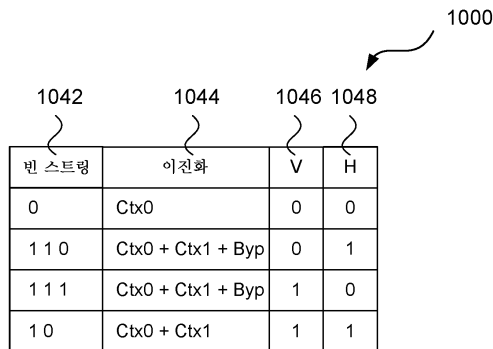 1000
1042 1044 1046 1048
빈 스트링 이진화 V H
0 Ctx0 0 0
1 1 0 Ctx0 + Ctx1 + Byp 0 1
1 1 1 Ctx0 + Ctx1 + Byp 1 0
1 0 Ctx0 + Ctx1 1 1